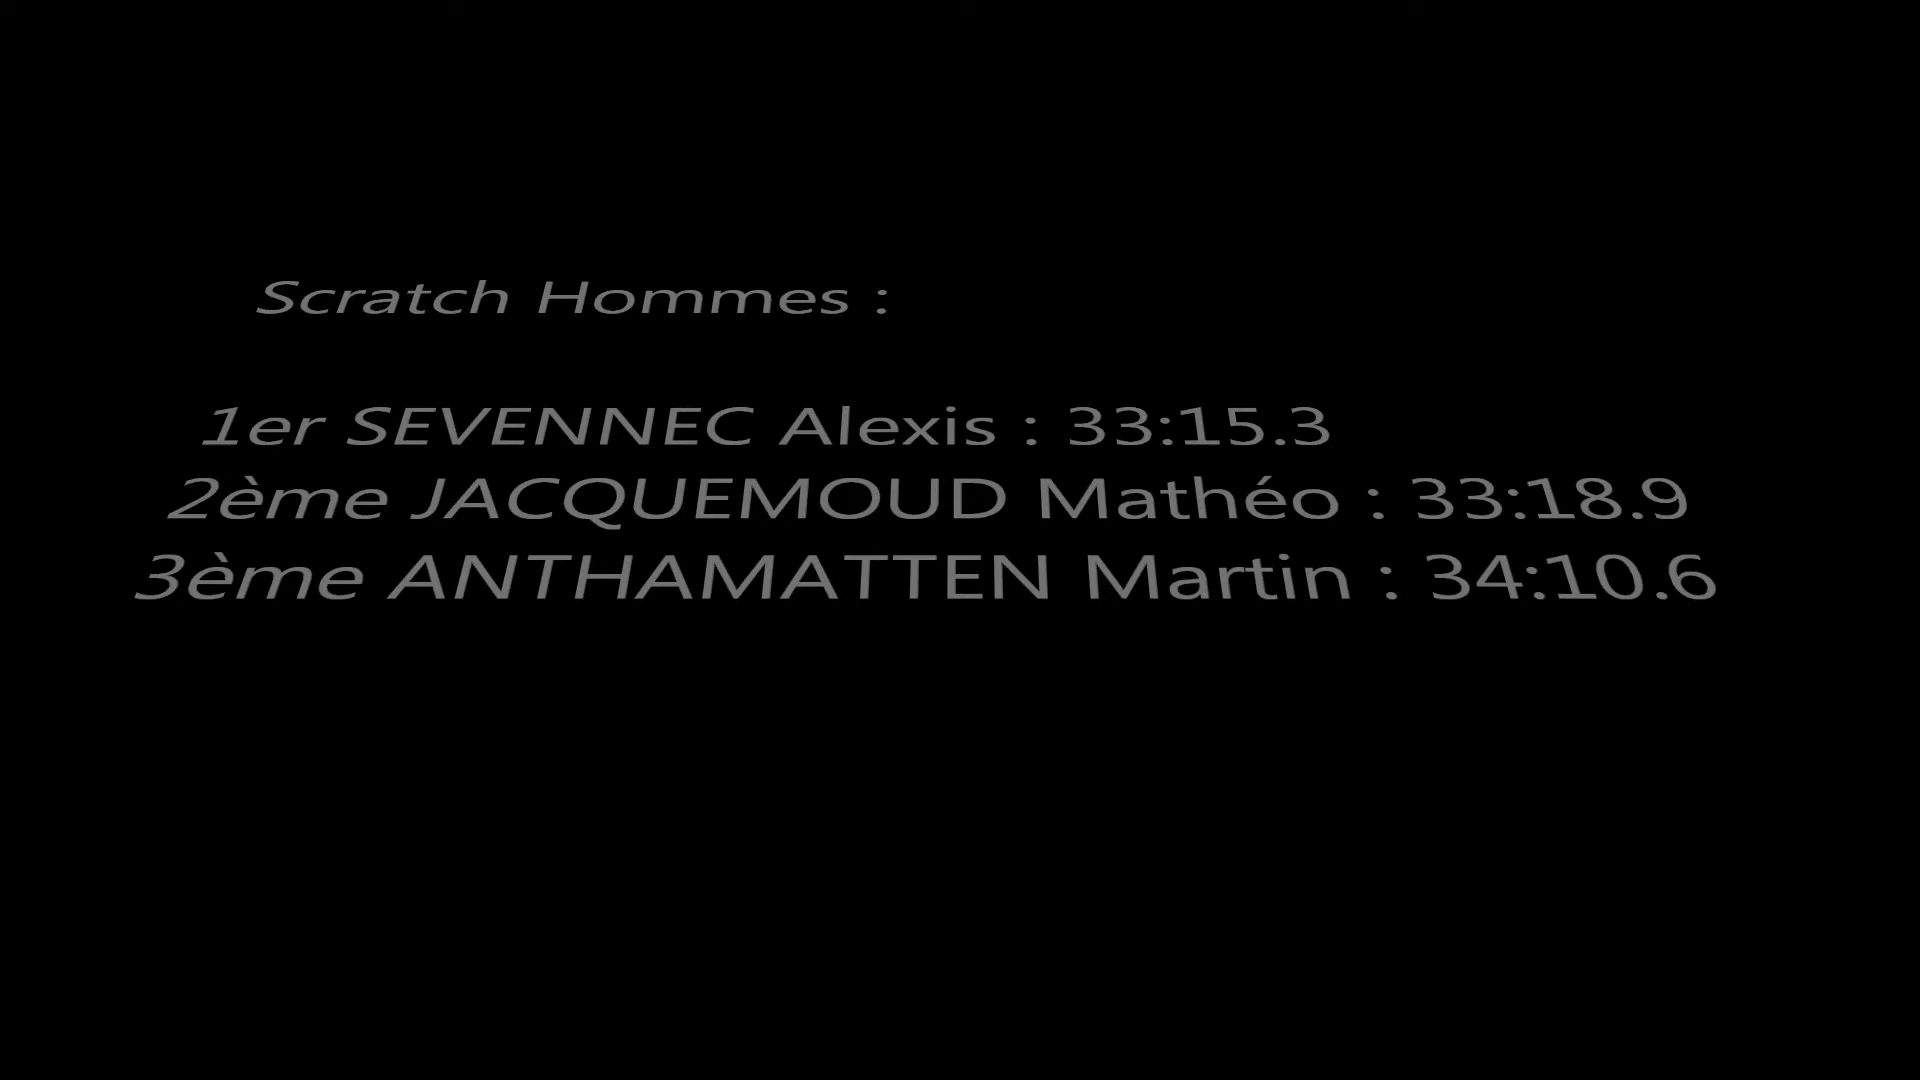 Scratch Hommes :
1er SEVENNEC Alexis : 33:15.3
2ème JACQUEMOUD Mathéo : 33:18.9
3ème ANTHAMATTEN Martin : 34:10.6